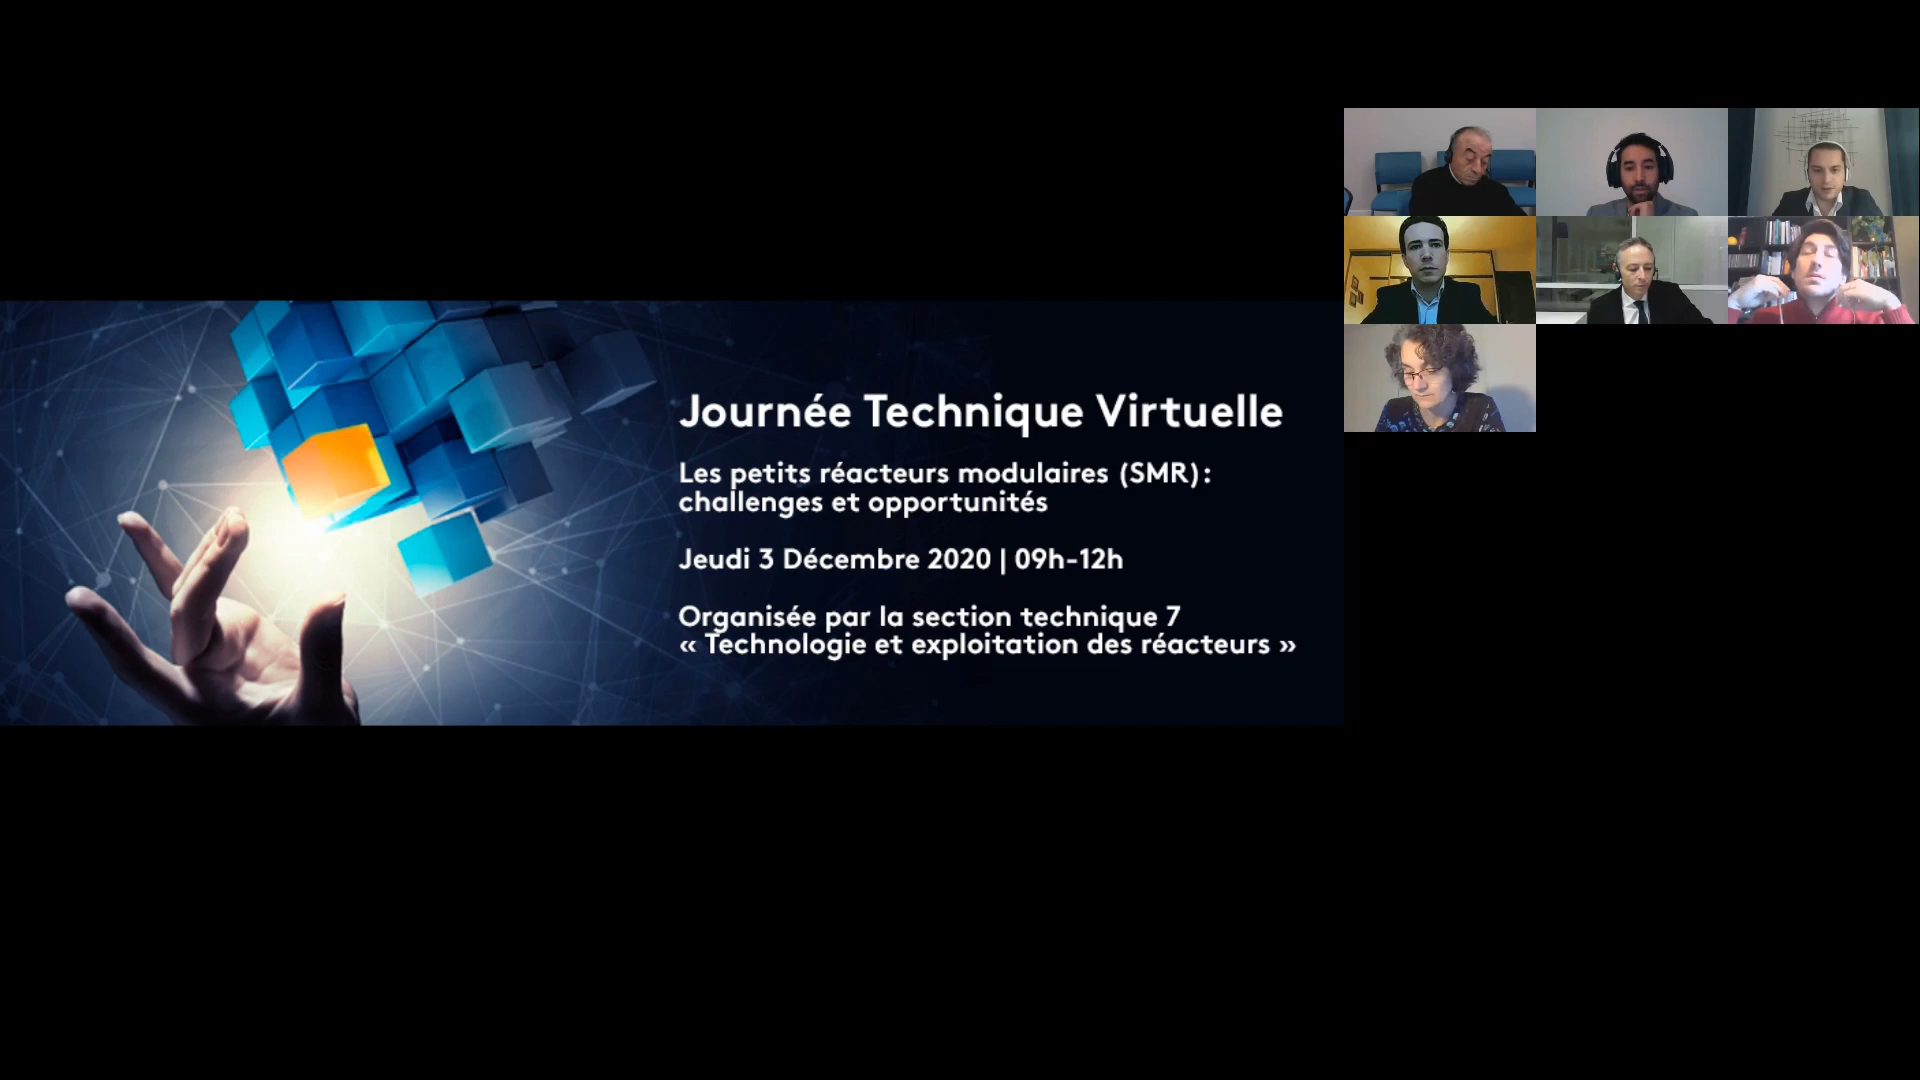 Journée Technique Virtuelle
Les petits réacteurs modulaires (SMR):
challenges et opportunités
Jeudi 3 Décembre 2020 | 09h-12h
Organisée par la section technique 7
« Technologie et exploitation des réacteurs »